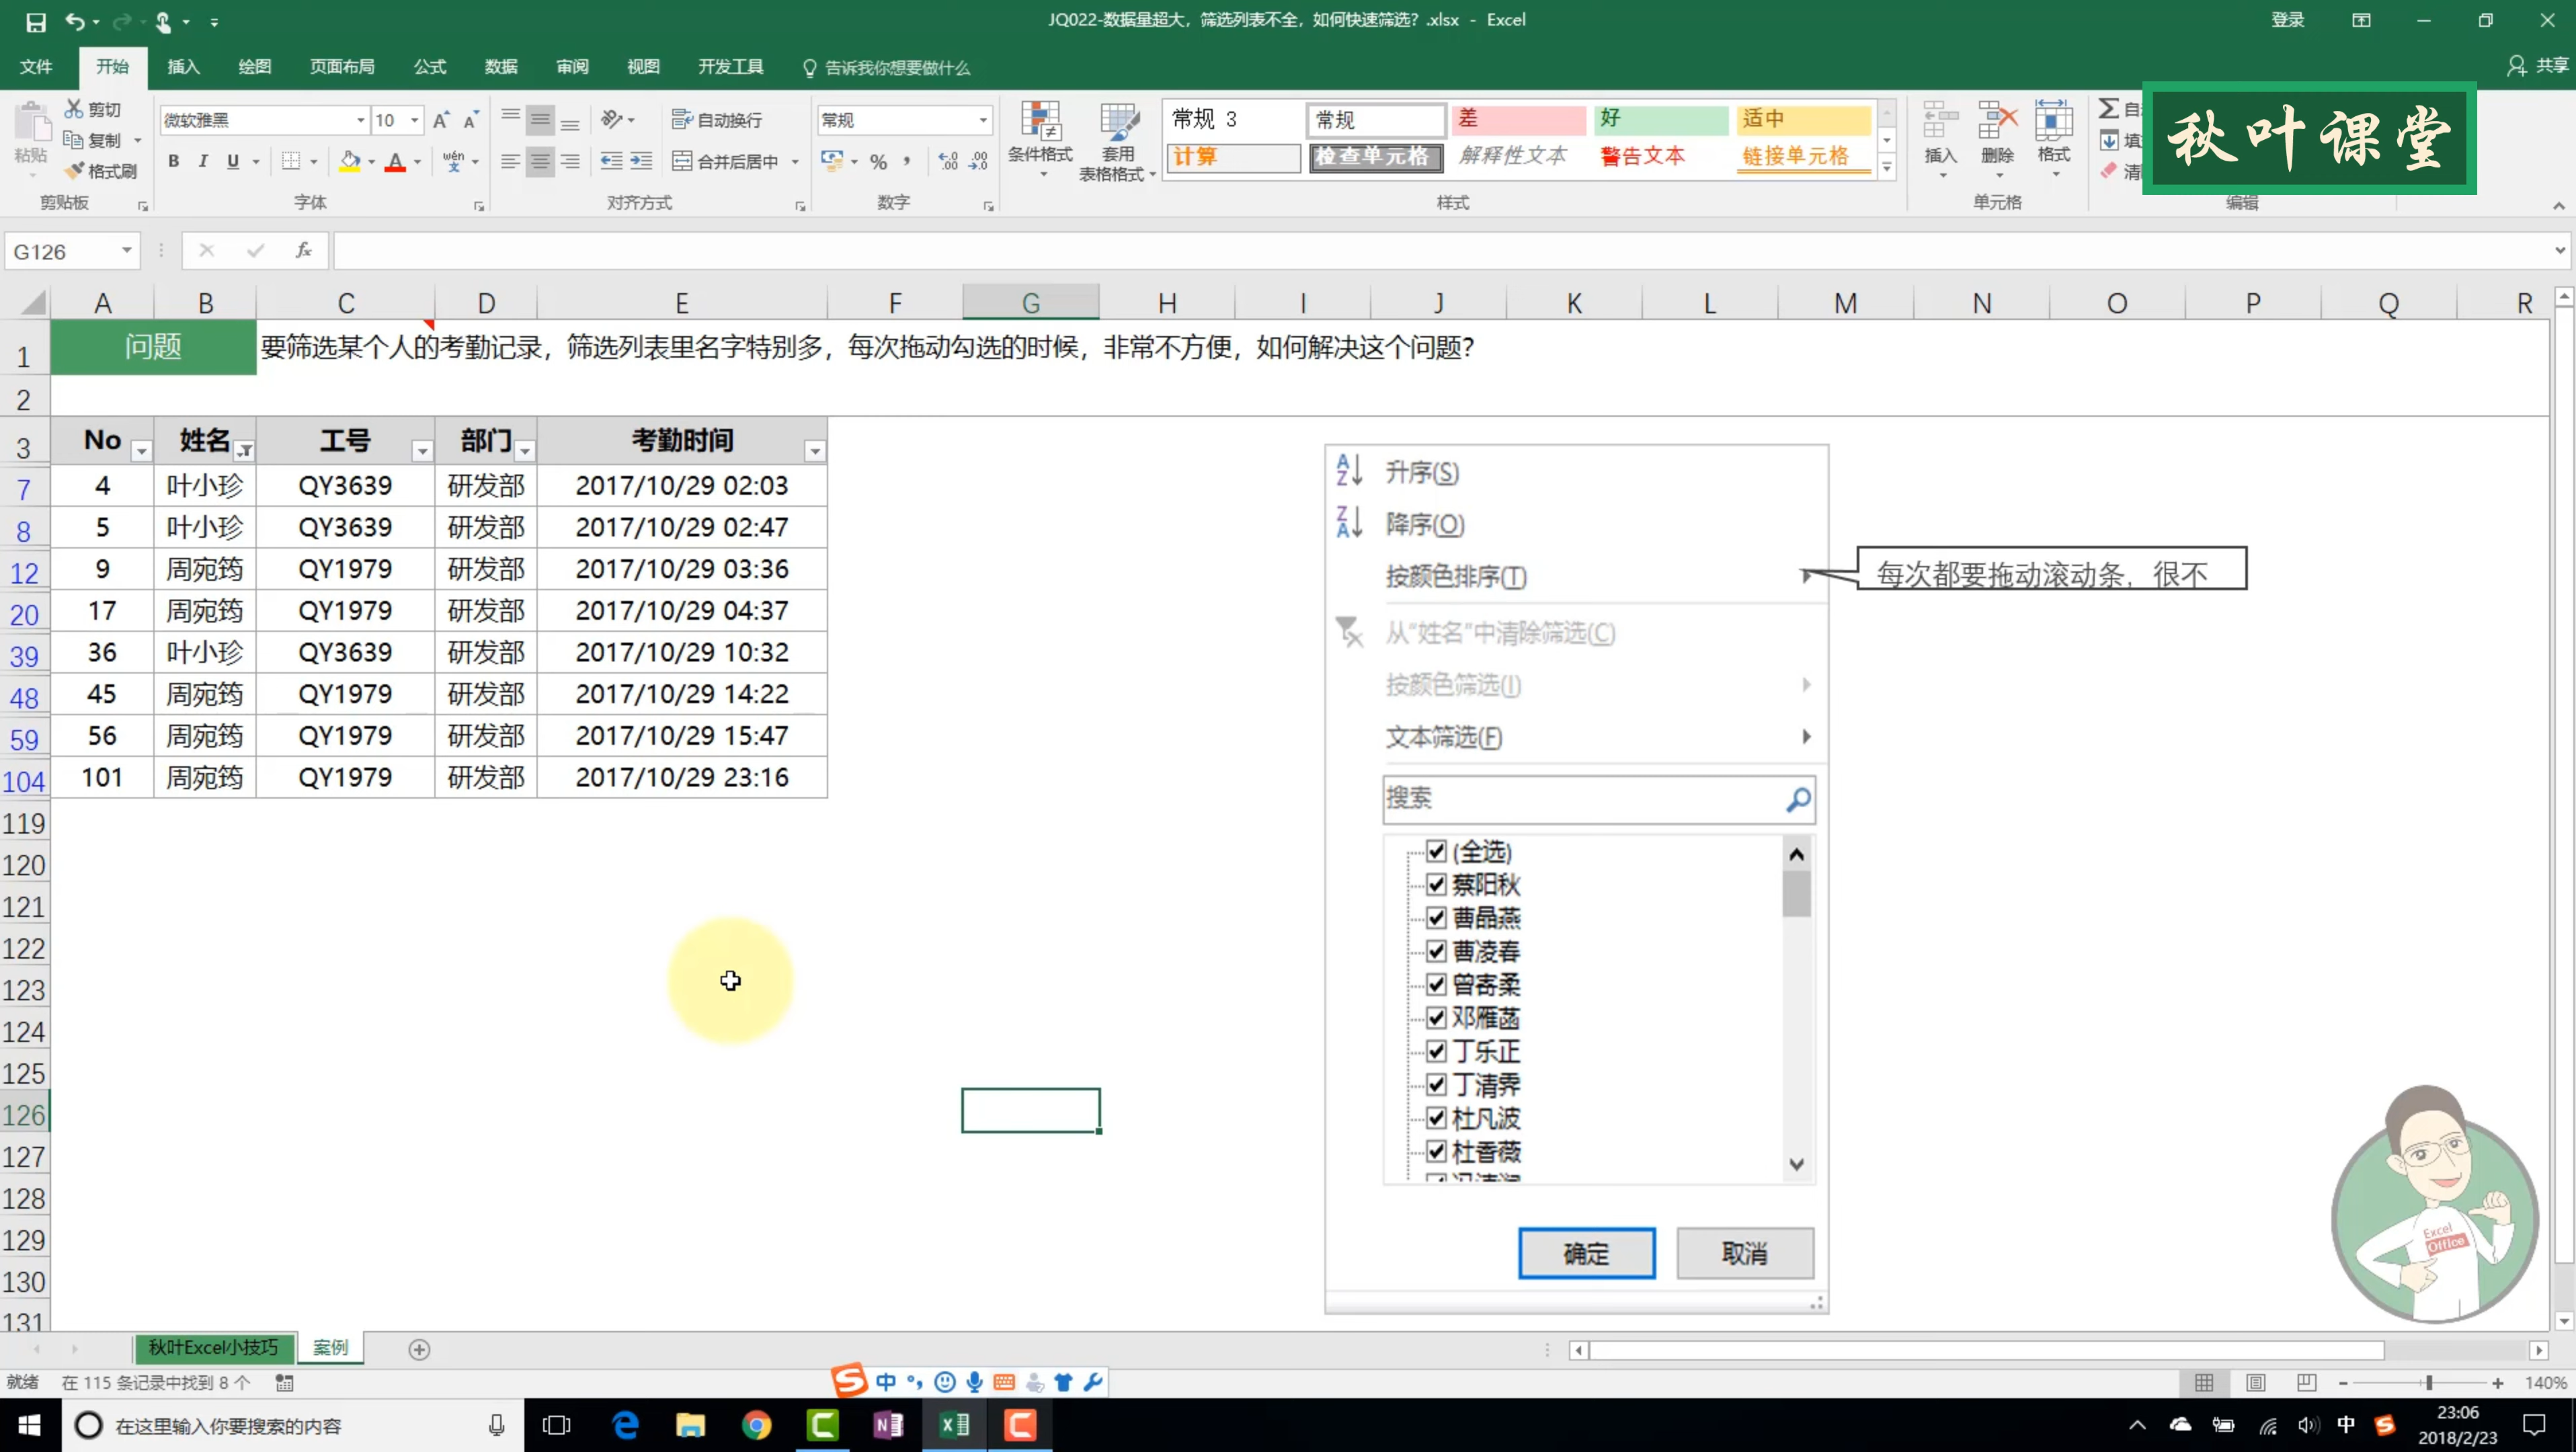 JQ022-数据量超大，筛选列表不全，如何快速筛选？.xlsx - Excel
登录
文件 开始 插入 绘图 页面布局 公式 数据 审阅 视图 开发工具 告诉我你想要做什么
共享
秋叶课堂
粘贴
剪切
复制
格式刷
剪贴板
微软雅黑 10
B I U wén 文
字体
自动换行
合并后居中
对齐方式
常规
%
数字
条件格式
套用
表格格式
常规 3 常规 差 好 适中
计算 检查单元格 解释性文本 警告文本 链接单元格
样式
插入 删除 格式
单元格
编辑
G126
fx
A B C D E F G H I J K L M N O P Q R
1 问题 要筛选某个人的考勤记录，筛选列表里名字特别多，每次拖动勾选的时候，非常不方便，如何解决这个问题?
2
3 No 姓名 工号 部门 考勤时间
7 4 叶小珍 QY3639 研发部 2017/10/29 02:03
8 5 叶小珍 QY3639 研发部 2017/10/29 02:47
12 9 周宛筠 QY1979 研发部 2017/10/29 03:36
20 17 周宛筠 QY1979 研发部 2017/10/29 04:37
39 36 叶小珍 QY3639 研发部 2017/10/29 10:32
48 45 周宛筠 QY1979 研发部 2017/10/29 14:22
59 56 周宛筠 QY1979 研发部 2017/10/29 15:47
104 101 周宛筠 QY1979 研发部 2017/10/29 23:16
119
120
121
122
123
124
125
126
127
128
129
130
131
升序(S)
降序(O)
按颜色排序(T)
每次都要拖动滚动条，很不
从"姓名"中清除筛选(C)
按颜色筛选(I)
文本筛选(F)
搜索
(全选)
蔡阳秋
曹晶燕
曹凌春
曾寄柔
邓雁菡
丁乐正
丁清霁
杜凡波
杜香薇
确定 取消
Excel
Office
秋叶Excel小技巧 案例
就绪 在 115 条记录中找到 8 个
中
140%
在这里输入你要搜索的内容
中
23:06
2018/2/23